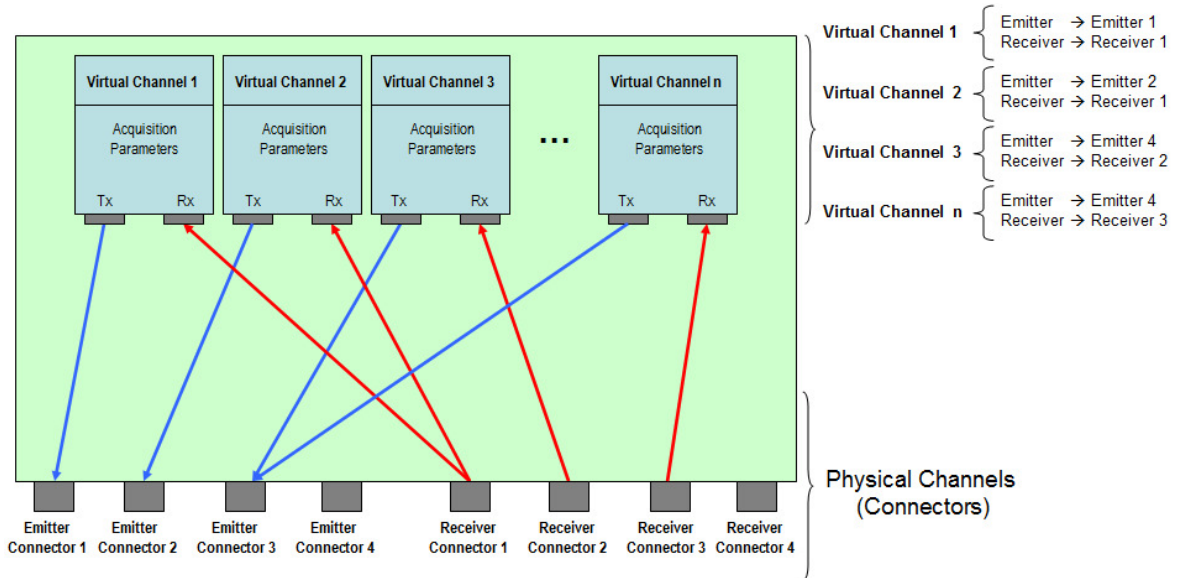 Virtual Channel 1
Virtual Channel 2
Virtual Channel 3
Virtual Channel n
Acquisition
Parameters
Acquisition
Parameters
Acquisition
Parameters
...
Acquisition
Parameters
Tx
Rx
Tx
Rx
Tx
Rx
Tx
Rx
Virtual Channel 1
Emitter → Emitter 1
Receiver → Receiver 1
Virtual Channel 2
Emitter → Emitter 2
Receiver → Receiver 1
Virtual Channel 3
Emitter → Emitter 4
Receiver → Receiver 2
Virtual Channel n
Emitter → Emitter 4
Receiver → Receiver 3
Physical Channels
(Connectors)
Emitter
Connector 1
Emitter
Connector 2
Emitter
Connector 3
Emitter
Connector 4
Receiver
Connector 1
Receiver
Connector 2
Receiver
Connector 3
Receiver
Connector 4